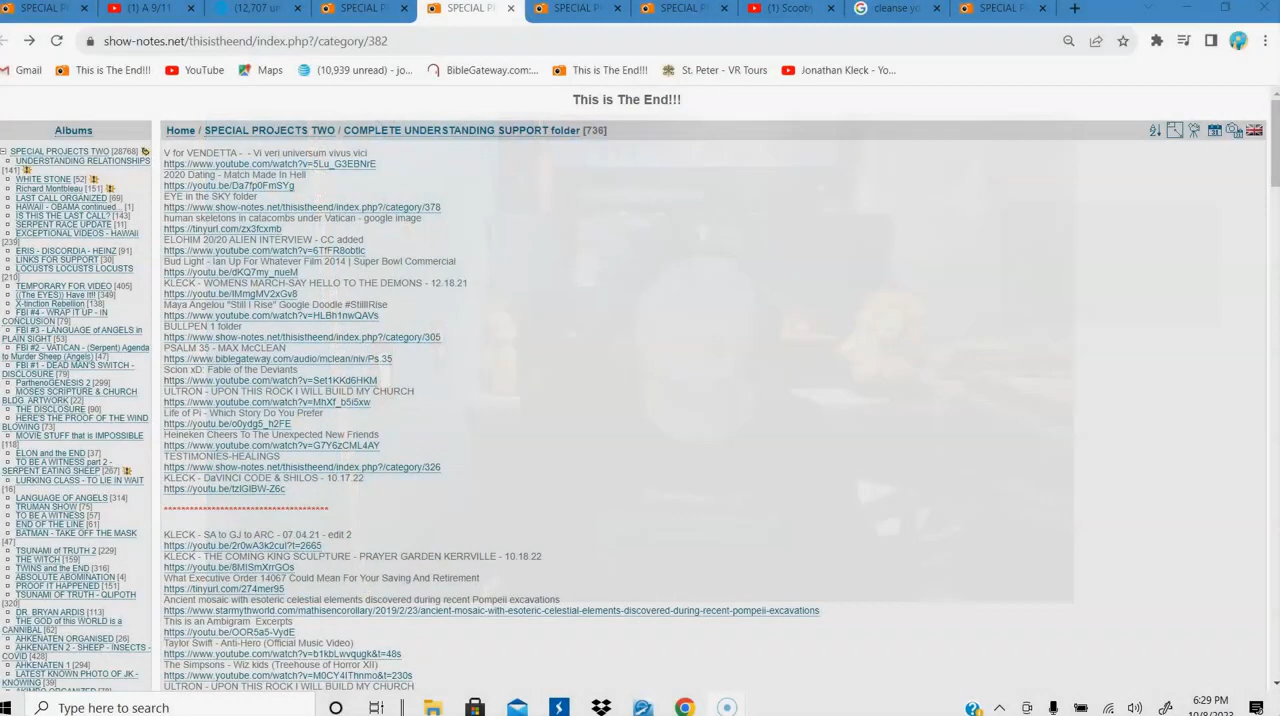 SPECIAL P
(1) A 9/11
(12,707 un
SPECIAL P
SPECIAL P
SPECIAL P
SPECIAL P
(1) Scooby
cleanse yo
SPECIAL P
show-notes.net/thisistheend/index.php?/category/382
Gmail
This is The End!!!
YouTube
Maps
(10,939 unread) - jo...
BibleGateway.com:...
This is The End!!!
St. Peter - VR Tours
Jonathan Kleck - Yo...
This is The End!!!
Albums
SPECIAL PROJECTS TWO [28768]
UNDERSTANDING RELATIONSHIPS
[141]
WHITE STONE [52]
Richard Montbleau [151]
LAST CALL ORGANIZED [69]
HAWAII - OBAMA continued... [1]
IS THIS THE LAST CALL? [143]
SERPENT RACE UPDATE [11]
EXCEPTIONAL VIDEOS - HAWAII
[239]
ERIS - DISCORDIA - HEINZ [91]
LINKS FOR SUPPORT [30]
LOCUSTS LOCUSTS LOCUSTS
[210]
TEMPORARY FOR VIDEO [405]
((The EYES)) Have It!! [349]
X-tinction Rebellion [138]
FBI #4 - WRAP IT UP - IN
CONCLUSION [79]
FBI #3 - LANGUAGE of ANGELS in
PLAIN SIGHT [53]
FBI #2 - VATICAN - (Serpent) Agenda
to Murder Sheep (Angels) [47]
FBI #1 - DEAD MAN'S SWITCH -
DISCLOSURE [79]
ParthenoGENESIS 2 [299]
MOSES SCRIPTURE & CHURCH
BLDG. ARTWORK [22]
THE DISCLOSURE [90]
HERE'S THE PROOF OF THE WIND
BLOWING [73]
MOVIE STUFF that is IMPOSSIBLE
[118]
ELON and the END [37]
TO BE A WITNESS part 2 -
SERPENT EATING SHEEP [267]
LURKING CLASS - TO LIE IN WAIT
[16]
LANGUAGE OF ANGELS [314]
TRUMAN SHOW [75]
TO BE A WITNESS [57]
END OF THE LINE [61]
BATMAN - TAKE OFF THE MASK
[47]
TSUNAMI of TRUTH 2 [229]
THE WITCH [159]
TWINS and the END [316]
ABSOLUTE ABOMINATION [4]
PROOF IT HAPPENED [151]
TSUNAMI OF TRUTH - QLIPOTH
[320]
DR. BRYAN ARDIS [113]
THE GOD of this WORLD is a
CANNIBAL [62]
AHKENATEN ORGANISED [26]
AHKENATEN 2 - SHEEP - INSECTS -
COVID [428]
AHKENATEN 1 [294]
LATEST KNOWN PHOTO OF JK -
KNOWING [39]
Home / SPECIAL PROJECTS TWO / COMPLETE UNDERSTANDING SUPPORT folder [736]
V for VENDETTA - - Vi veri universum vivus vici
https://www.youtube.com/watch?v=5Lu_G3EBNrE
2020 Dating - Match Made In Hell
https://youtu.be/Da7fp0FmSYg
EYE in the SKY folder
https://www.show-notes.net/thisistheend/index.php?/category/378
human skeletons in catacombs under Vatican - google image
https://tinyurl.com/zx3fcxmb
ELOHIM 20/20 ALIEN INTERVIEW - CC added
https://www.youtube.com/watch?v=6TfFR8obtlc
Bud Light - Ian Up For Whatever Film 2014 | Super Bowl Commercial
https://youtu.be/dKQ7my_nueM
KLECK - WOMENS MARCH-SAY HELLO TO THE DEMONS - 12.18.21
https://youtu.be/IMmgMV2xGv8
Maya Angelou "Still I Rise" Google Doodle #StillIRise
https://www.youtube.com/watch?v=HLBh1nwQAVs
BULLPEN 1 folder
https://www.show-notes.net/thisistheend/index.php?/category/305
PSALM 35 - MAX McCLEAN
https://www.biblegateway.com/audio/mclean/niv/Ps.35
Scion xD: Fable of the Deviants
https://www.youtube.com/watch?v=Set1KKd6HKM
ULTRON - UPON THIS ROCK I WILL BUILD MY CHURCH
https://www.youtube.com/watch?v=MhXf_b5i5xw
Life of Pi - Which Story Do You Prefer
https://youtu.be/o0ydg5_h2FE
Heineken Cheers To The Unexpected New Friends
https://www.youtube.com/watch?v=G7Y6zCML4AY
TESTIMONIES-HEALINGS
https://www.show-notes.net/thisistheend/index.php?/category/326
KLECK - DaVINCI CODE & SHILOS - 10.17.22
https://youtu.be/tzlGlBW-Z6c
**************************************
KLECK - SA to GJ to ARC - 07.04.21 - edit 2
https://youtu.be/2r0wA3k2cuI?t=2665
KLECK - THE COMING KING SCULPTURE - PRAYER GARDEN KERRVILLE - 10.18.22
https://youtu.be/8MISmXrrGOs
What Executive Order 14067 Could Mean For Your Saving And Retirement
https://tinyurl.com/274mer95
Ancient mosaic with esoteric celestial elements discovered during recent Pompeii excavations
https://www.starmythworld.com/mathisencorollary/2019/2/23/ancient-mosaic-with-esoteric-celestial-elements-discovered-during-recent-pompeii-excavations
This is an Ambigram Excerpts
https://youtu.be/OOR5a5-VydE
Taylor Swift - Anti-Hero (Official Music Video)
https://www.youtube.com/watch?v=b1kbLwvqugk&t=48s
The Simpsons - Wiz kids (Treehouse of Horror XII)
https://www.youtube.com/watch?v=M0CY4IThnmo&t=230s
ULTRON - UPON THIS ROCK I WILL BUILD MY CHURCH
Type here to search
6:29 PM
10/8/2023